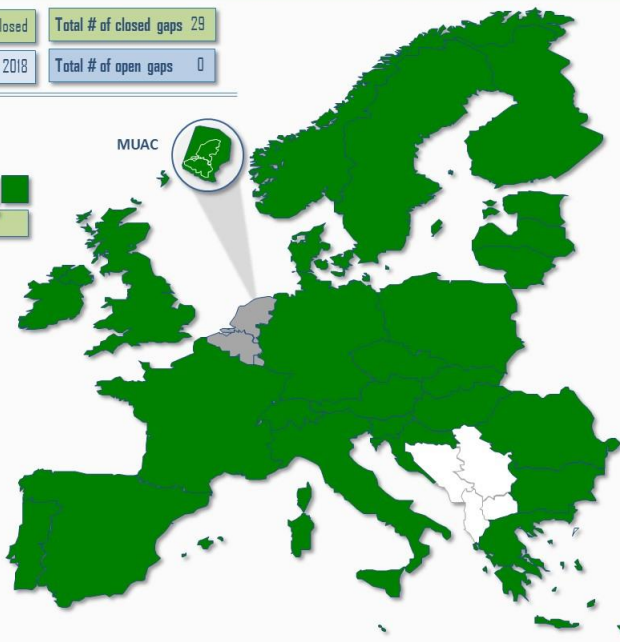 losed
Total # of closed gaps 29
2018
Total # of open gaps 0
MUAC